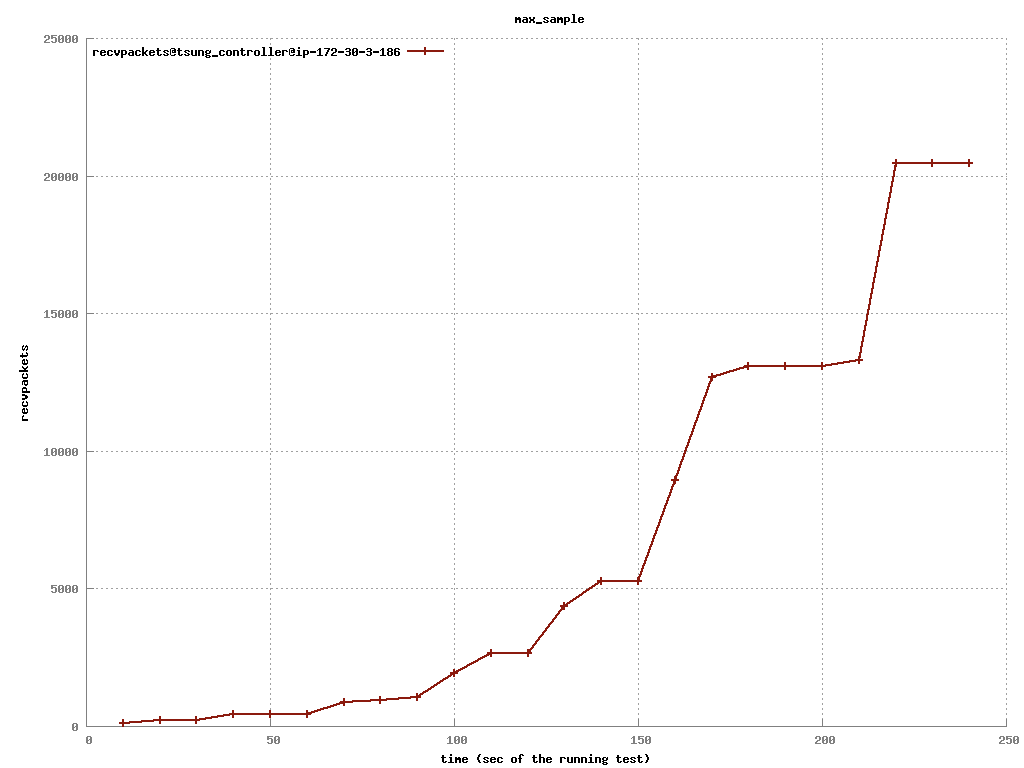 max_sample
recvpackets@tsung_controller@ip-172-30-3-186
25000
20000
15000
10000
5000
0
recvpackets
0 50 100 150 200 250
time (sec of the running test)